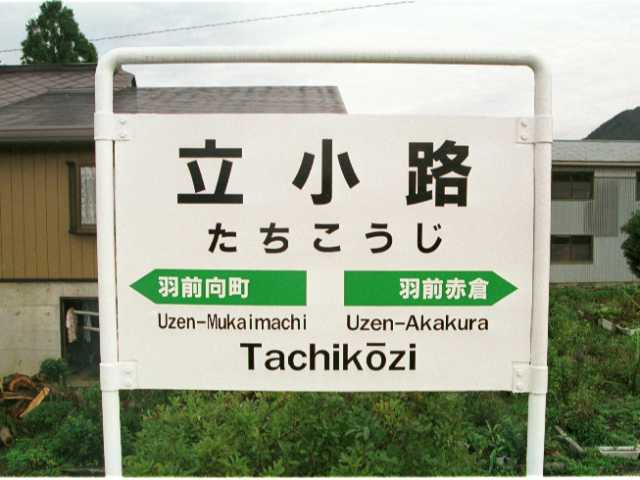 立小路
たちこうじ
羽前向町 羽前赤倉
Uzen-Mukaimachi Uzen-Akakura
Tachikōzi